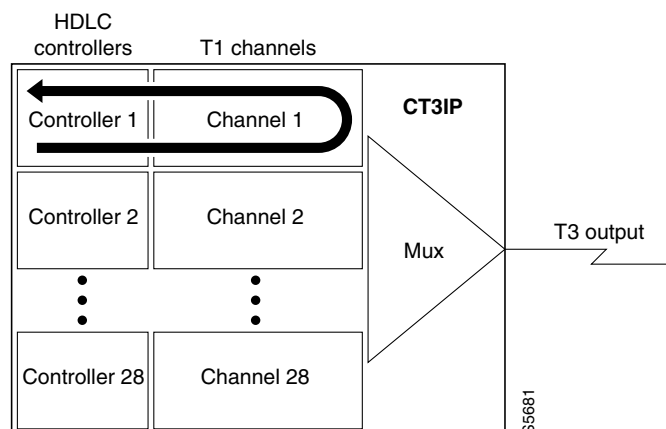 HDLC
controllers
T1 channels
CT3IP
Controller 1
Channel 1
Controller 2
Channel 2
Mux
T3 output
Controller 28
Channel 28